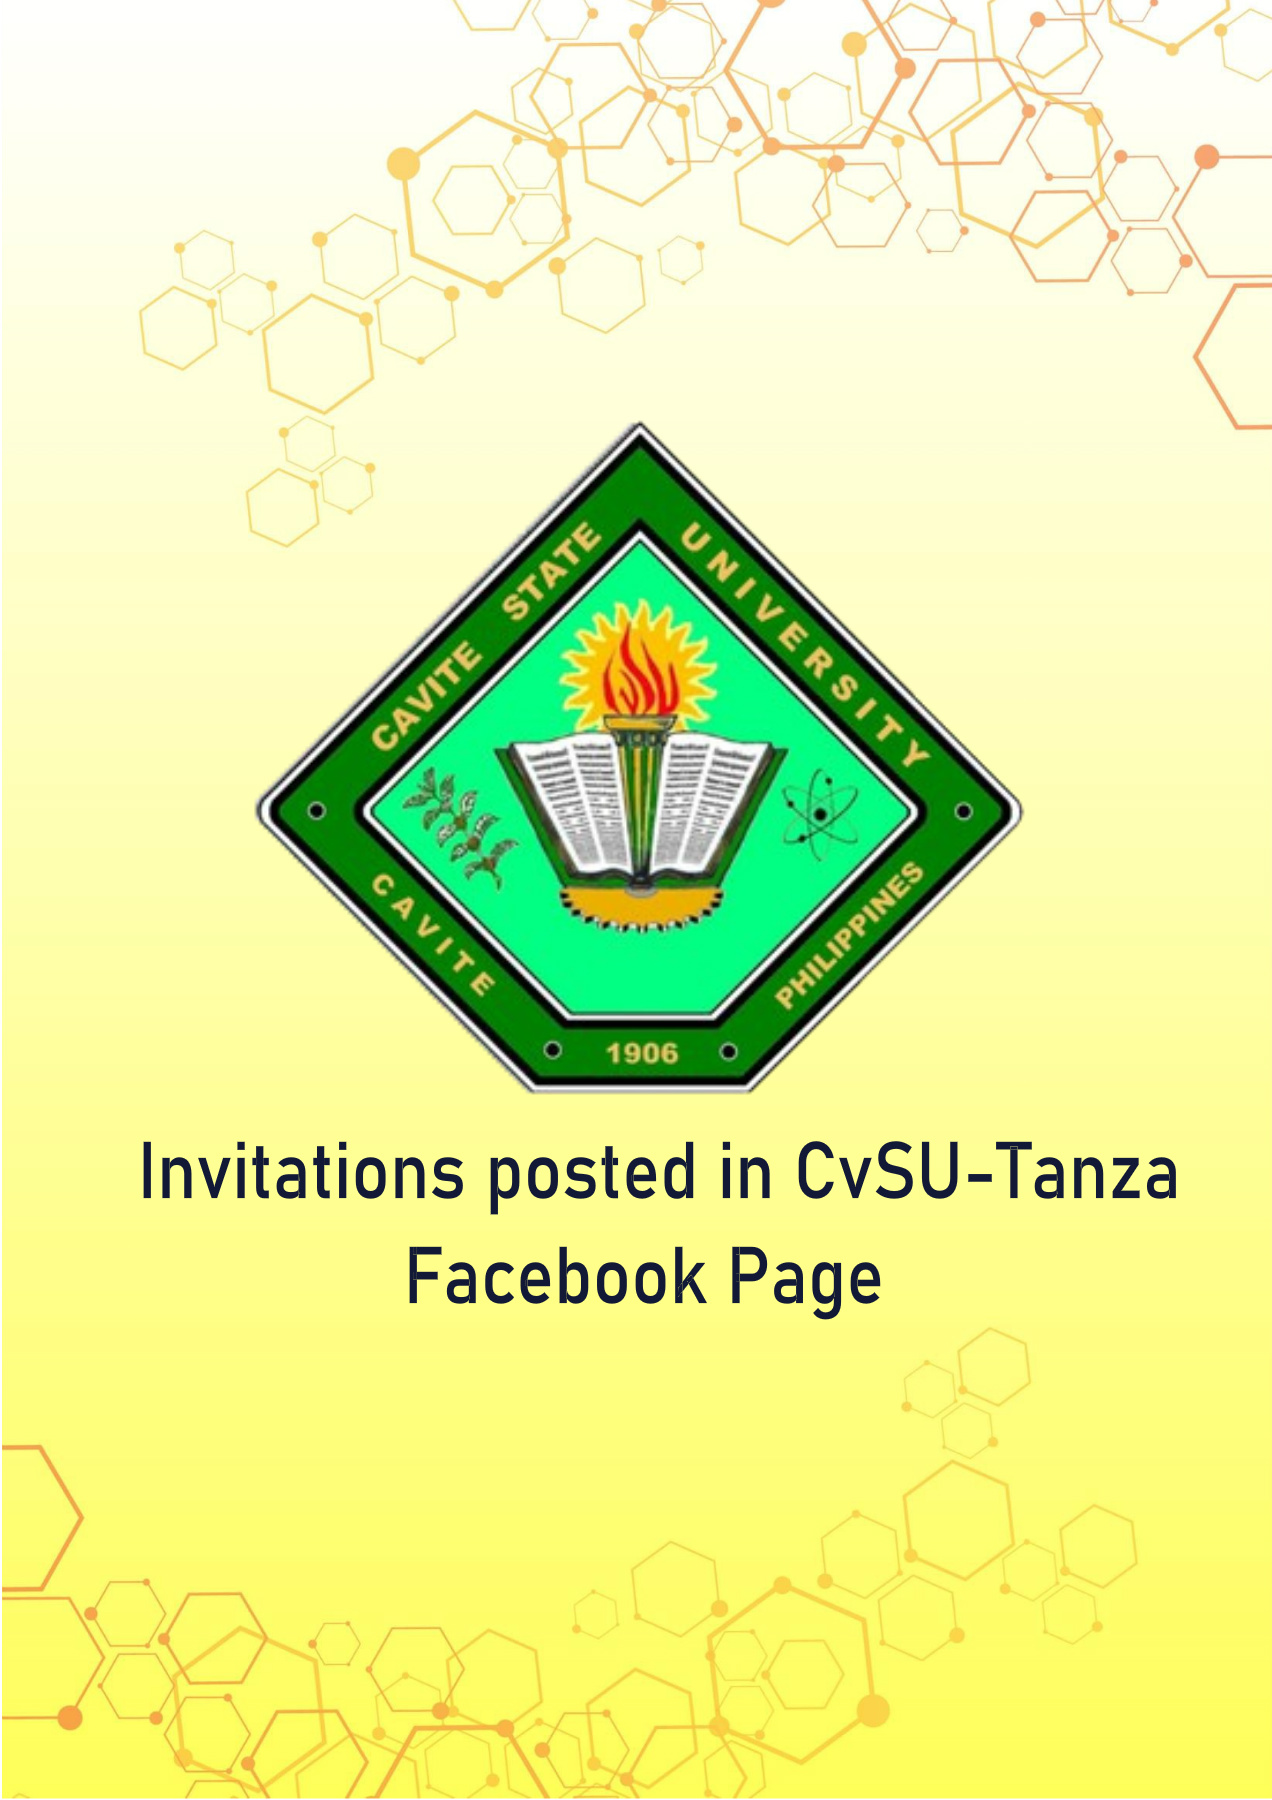 CAVITE STATE UNIVERSITY
CAVITE
1906
PHILIPPINES
Invitations posted in CvSU-Tanza
Facebook Page